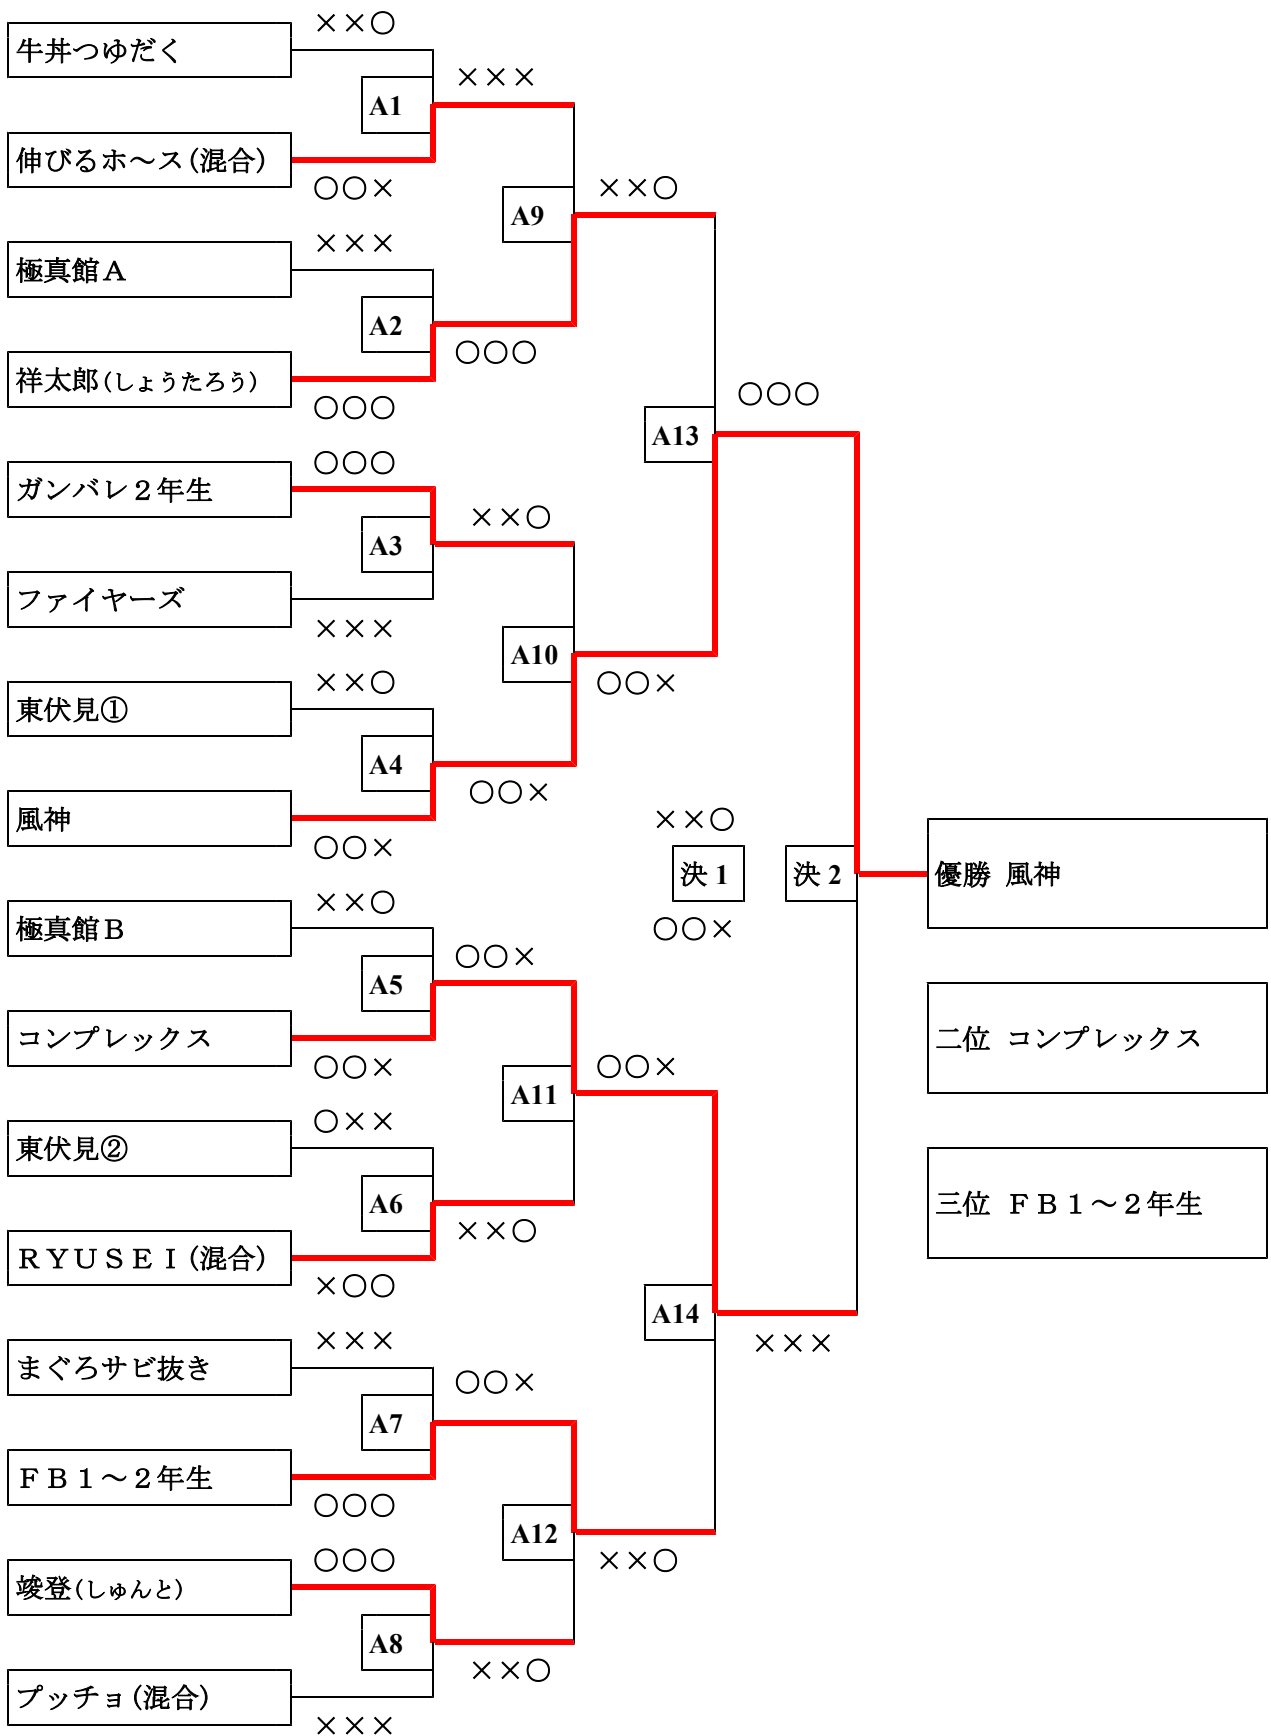 ××○
牛丼つゆだく
×××
A1
伸びるホ～ス(混合)
○○×
××○
A9
×××
極真館Ａ
A2
○○○
祥太郎(しょうたろう)
○○○
○○○
A13
○○○
ガンバレ２年生
××○
A3
ファイヤーズ
×××
A10
○○×
××○
東伏見①
A4
○○×
風神
○○×
××○
決1
決2
優勝 風神
○○×
××○
極真館Ｂ
○○×
A5
コンプレックス
○○×
○○×
二位 コンプレックス
A11
○××
東伏見②
A6
××○
三位 ＦＢ１～２年生
ＲＹＵＳＥＩ(混合)
×○○
A14
×××
×××
まぐろサビ抜き
○○×
A7
ＦＢ１～２年生
○○○
A12
××○
○○○
竣登(しゅんと)
A8
××○
プッチョ(混合)
×××